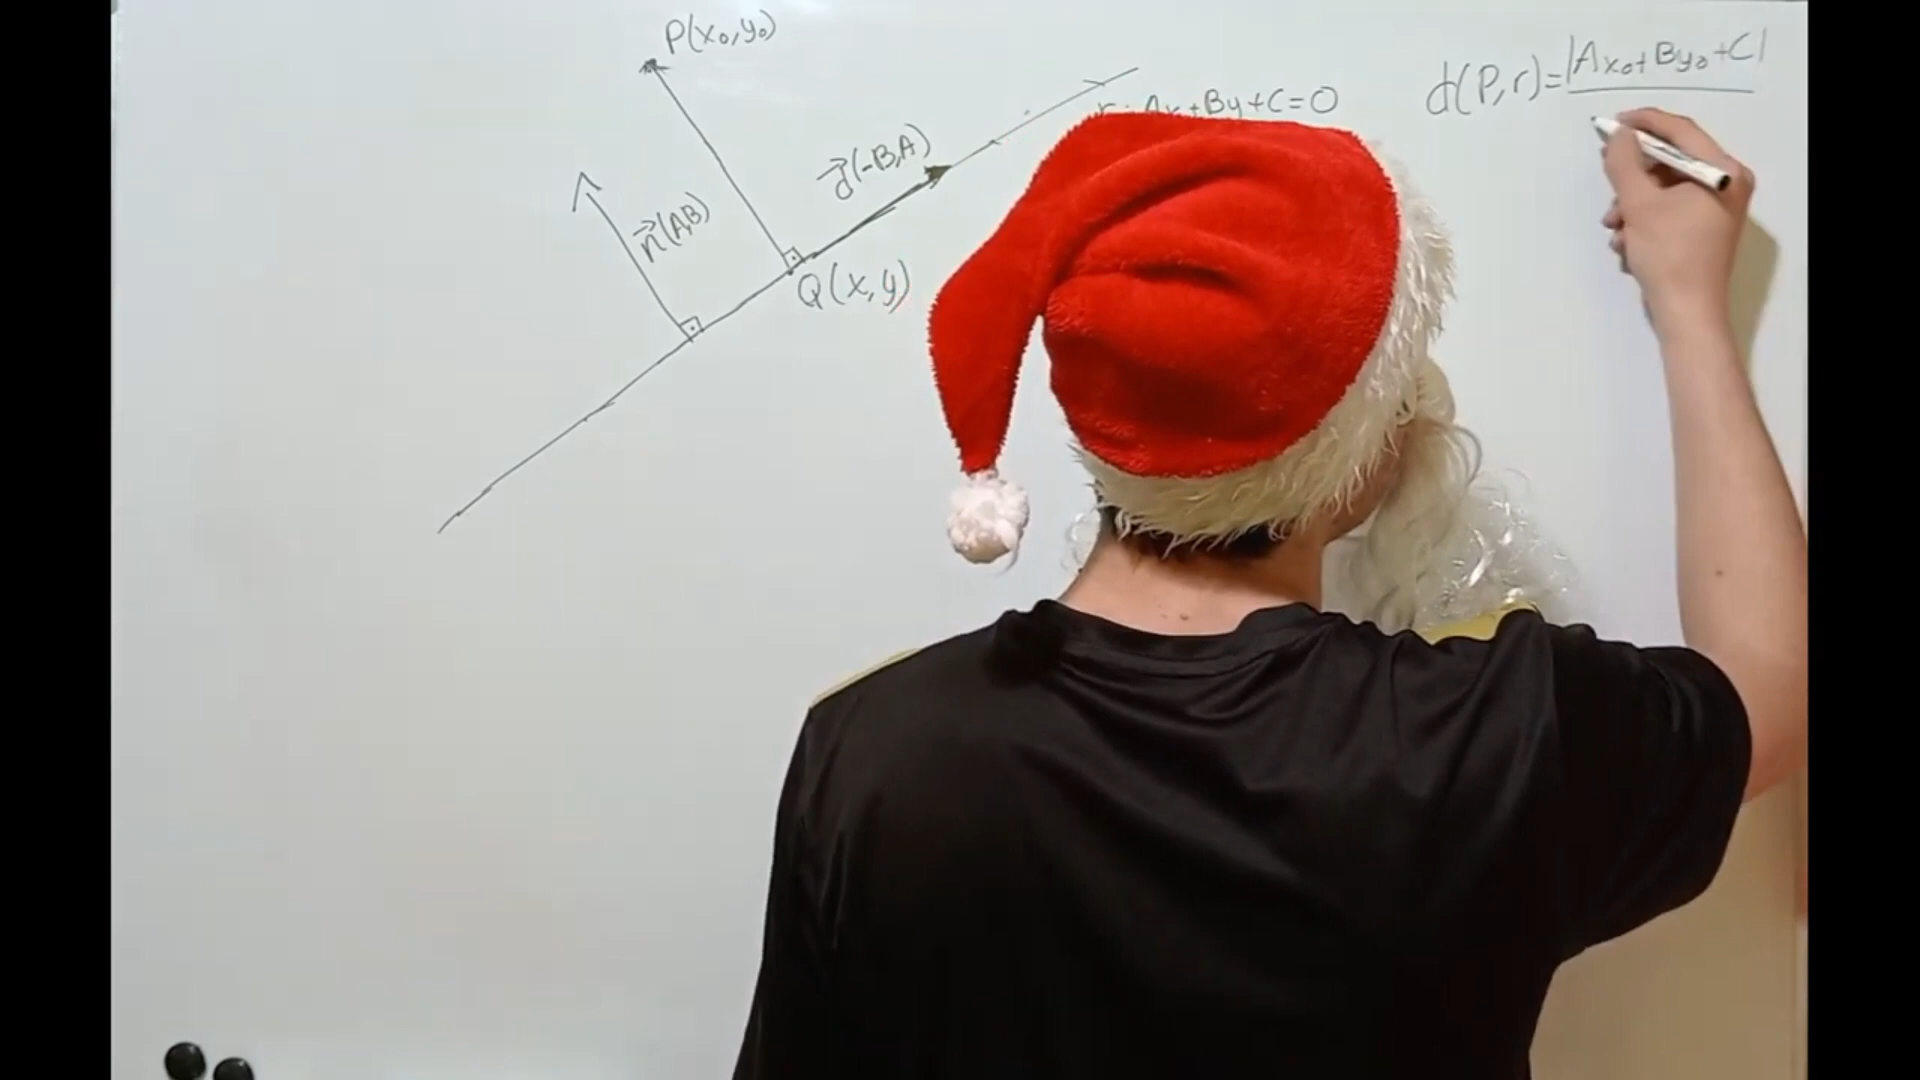 P(x₀,y₀)
r: Ax+By+C=0
d(P,r)=|Ax₀+By₀+C|
d⃗(-B,A)
n⃗(A,B)
Q(x,y)